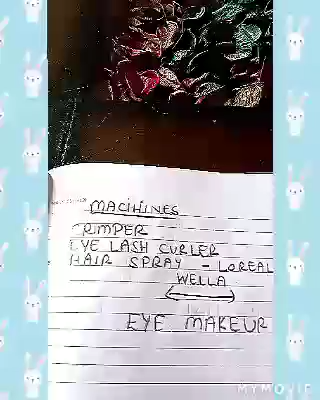 MACHINES
CRIMPER
EYE LASH CURLER
HAIR SPRAY - LOREAL
WELLA
EYE MAKEUP
MYMOVIE